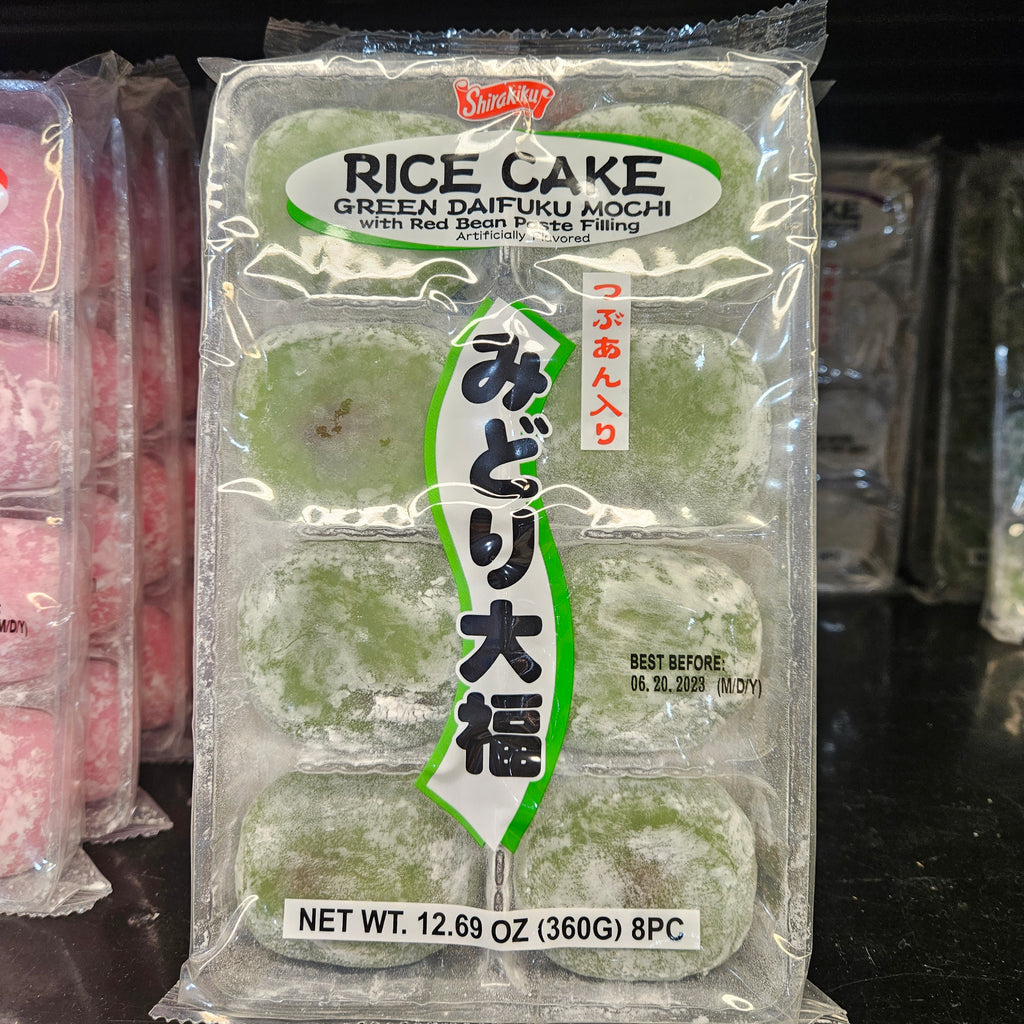 Shirakiku
RICE CAKE
GREEN DAIFUKU MOCHI
with Red Bean Paste Filling
Artificially Flavored
つぶあん入り
みどり大福
BEST BEFORE:
06. 20. 2023 (M/D/Y)
NET WT. 12.69 OZ (360G) 8PC
M/D/Y)